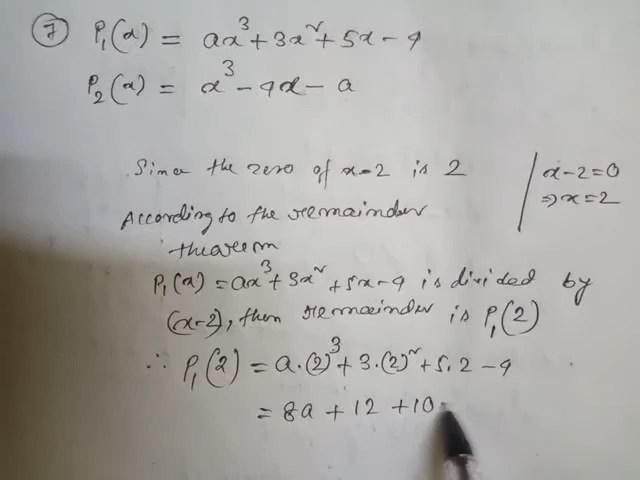 7 P₁(x) = ax³ + 3x² + 5x - 4
P₂(x) = x³ - 4x - a
Since the zero of x-2 is 2
x-2=0
⇒ x=2
According to the remainder
theorem
P₁(x) = ax³ + 3x² + 5x - 4 is divided by
(x-2), then remainder is P₁(2)
∴ P₁(2) = a·(2)³ + 3·(2)² + 5·2 - 4
= 8a + 12 + 10